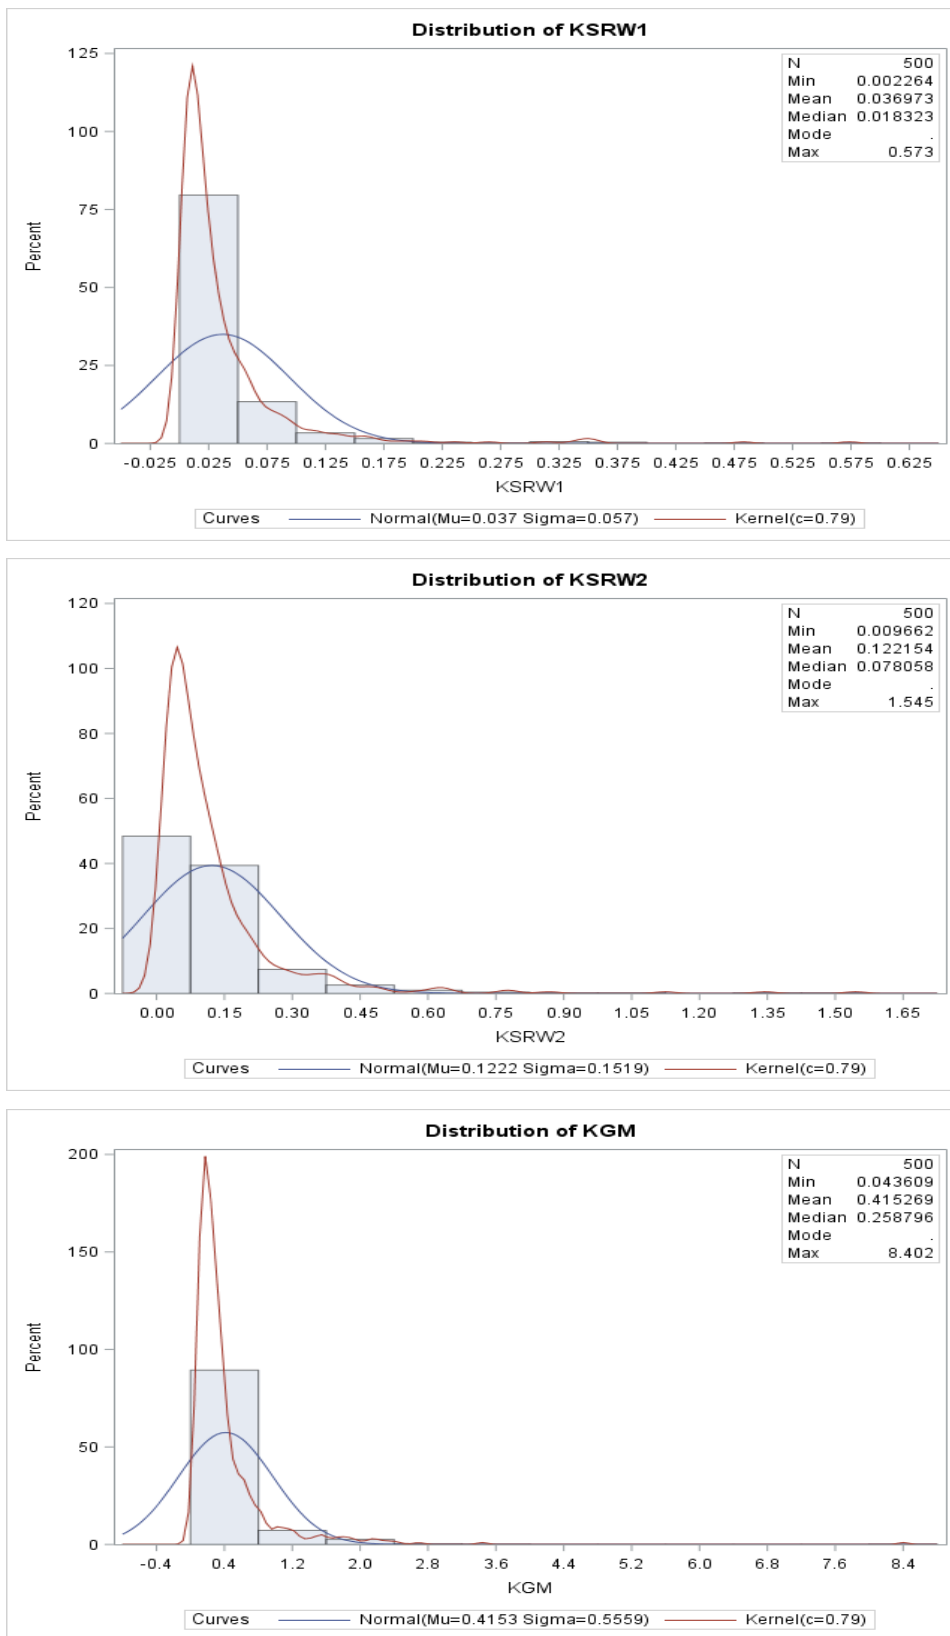 Distribution of KSRW1
125
100
75
50
25
0
Percent
N 500
Min 0.002264
Mean 0.036973
Median 0.018323
Mode .
Max 0.573
-0.025 0.025 0.075 0.125 0.175 0.225 0.275 0.325 0.375 0.425 0.475 0.525 0.575 0.625
KSRW1
Curves Normal(Mu=0.037 Sigma=0.057) Kernel(c=0.79)
Distribution of KSRW2
120
100
80
60
40
20
0
Percent
N 500
Min 0.009662
Mean 0.122154
Median 0.078058
Mode .
Max 1.545
0.00 0.15 0.30 0.45 0.60 0.75 0.90 1.05 1.20 1.35 1.50 1.65
KSRW2
Curves Normal(Mu=0.1222 Sigma=0.1519) Kernel(c=0.79)
Distribution of KGM
200
150
100
50
0
Percent
N 500
Min 0.043609
Mean 0.415269
Median 0.258796
Mode .
Max 8.402
-0.4 0.4 1.2 2.0 2.8 3.6 4.4 5.2 6.0 6.8 7.6 8.4
KGM
Curves Normal(Mu=0.4153 Sigma=0.5559) Kernel(c=0.79)